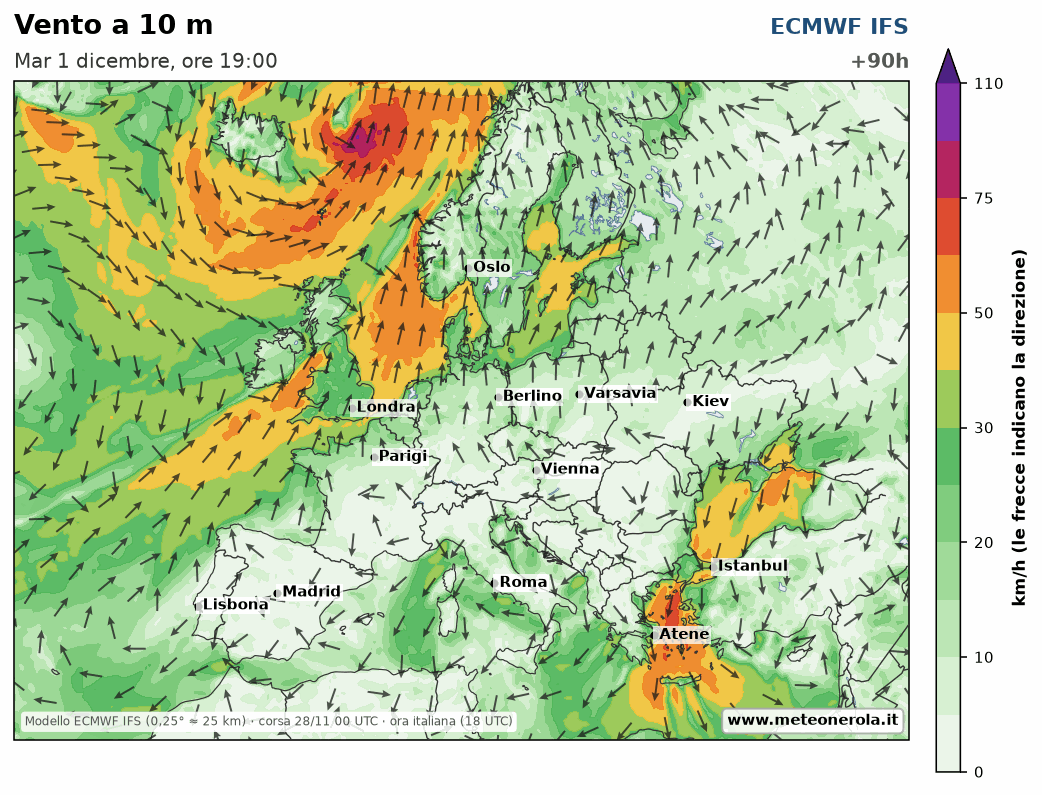 Vento a 10 m
ECMWF IFS
Mar 1 dicembre, ore 19:00
+90h
110
75
50
30
20
10
0
km/h (le frecce indicano la direzione)
Oslo
Londra
Berlino
Varsavia
Kiev
Parigi
Vienna
Istanbul
Roma
Madrid
Lisbona
Atene
Modello ECMWF IFS (0,25° ≈ 25 km) · corsa 28/11 00 UTC · ora italiana (18 UTC)
www.meteonerola.it